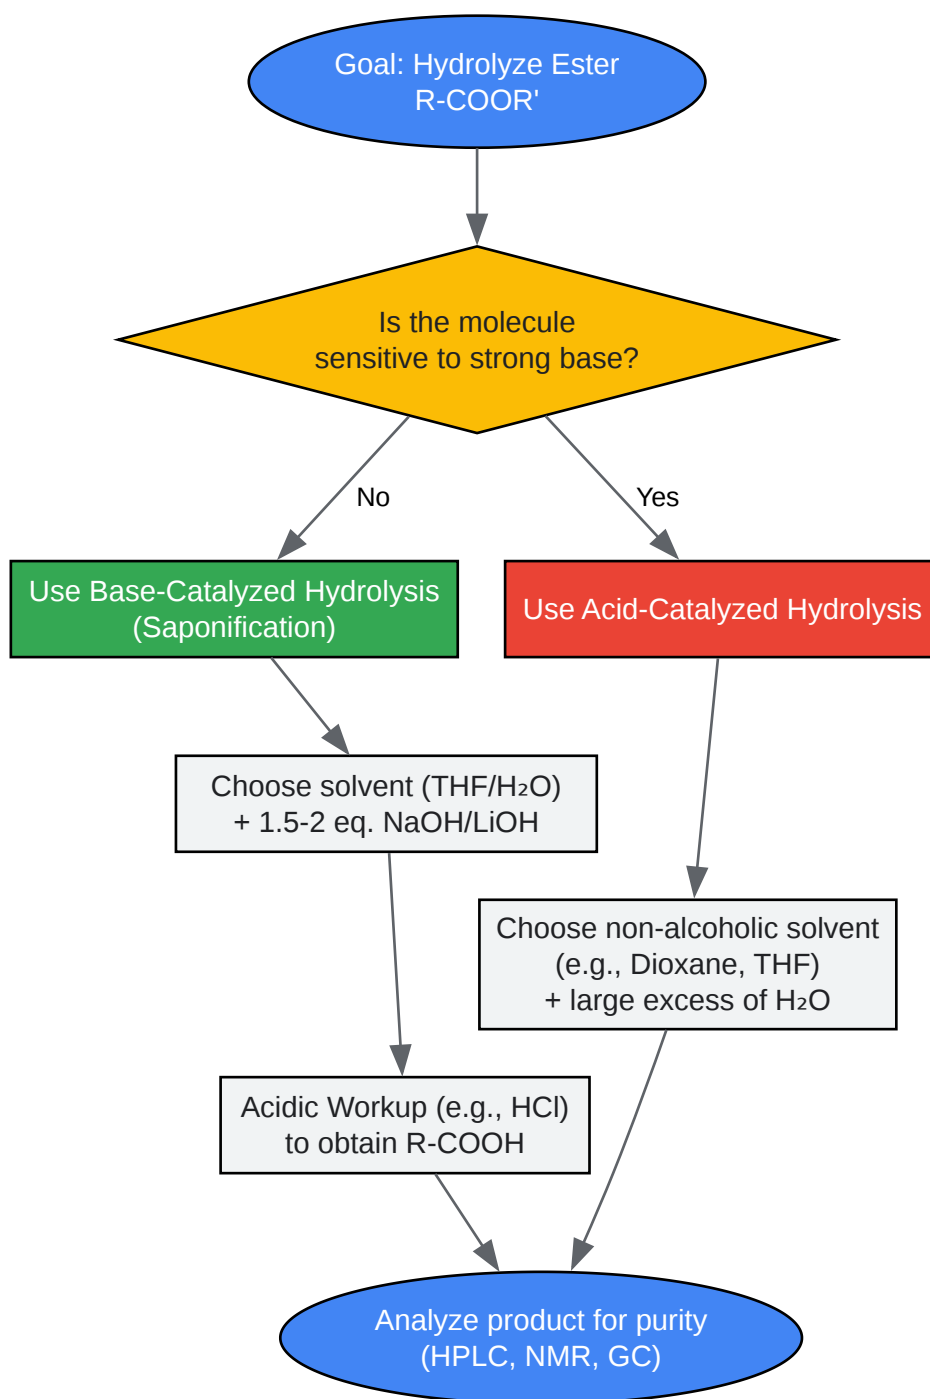 Goal: Hydrolyze Ester
R-COOR'
Is the molecule
sensitive to strong base?
No
Yes
Use Base-Catalyzed Hydrolysis
(Saponification)
Use Acid-Catalyzed Hydrolysis
Choose solvent (THF/H₂O)
+ 1.5-2 eq. NaOH/LiOH
Choose non-alcoholic solvent
(e.g., Dioxane, THF)
+ large excess of H₂O
Acidic Workup (e.g., HCl)
to obtain R-COOH
Analyze product for purity
(HPLC, NMR, GC)